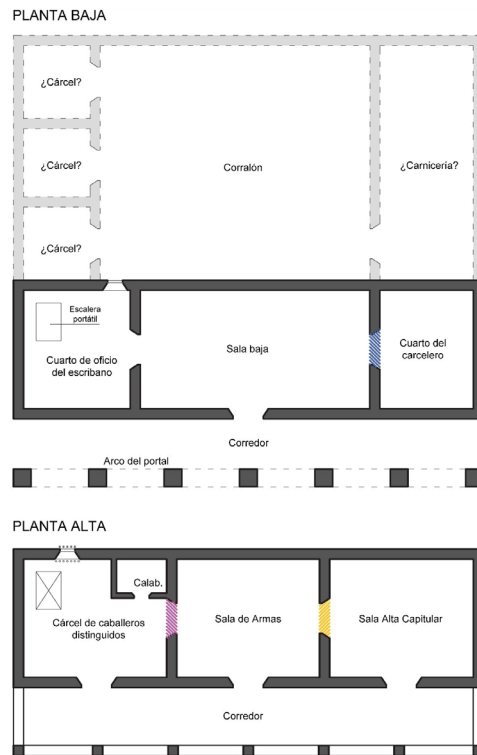 PLANTA BAJA
¿Cárcel?
¿Cárcel?
Corralón
¿Carnicería?
¿Cárcel?
Escalera
portátil
Cuarto de oficio
del escribano
Sala baja
Cuarto del
carcelero
Corredor
Arco del portal
PLANTA ALTA
Calab.
Cárcel de caballeros
distinguidos
Sala de Armas
Sala Alta Capitular
Corredor